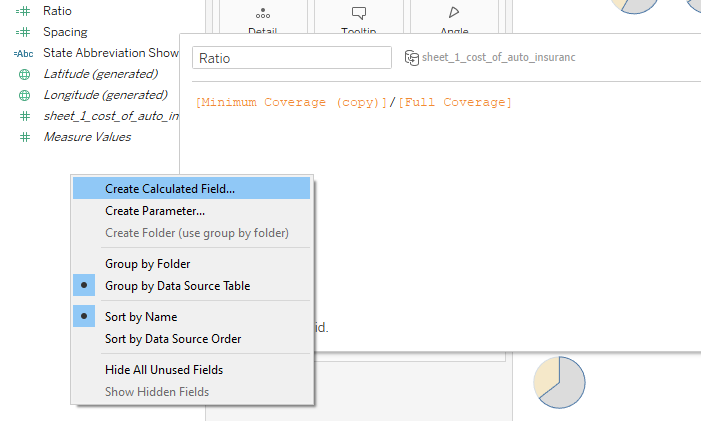 Ratio
Spacing
=Abc State Abbreviation Show
Latitude (generated)
Longitude (generated)
sheet_1_cost_of_auto_in
Measure Values
Detail
Tooltip
Angle
Ratio
sheet_1_cost_of_auto_insuranc
[Minimum Coverage (copy)]/[Full Coverage]
Create Calculated Field...
Create Parameter...
Create Folder (use group by folder)
Group by Folder
Group by Data Source Table
Sort by Name
Sort by Data Source Order
Hide All Unused Fields
Show Hidden Fields
id.